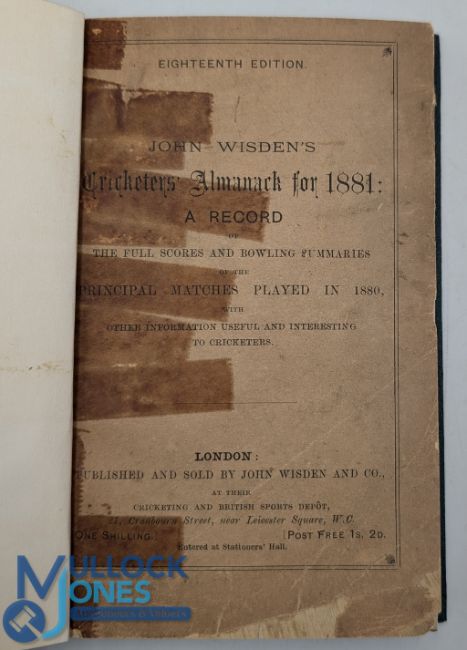 EIGHTEENTH EDITION.
JOHN WISDEN'S
Cricketers' Almanack for 1881:
A RECORD
OF
THE FULL SCORES AND BOWLING SUMMARIES
OF THE
PRINCIPAL MATCHES PLAYED IN 1880,
WITH
OTHER INFORMATION USEFUL AND INTERESTING
TO CRICKETERS.
LONDON:
PUBLISHED AND SOLD BY JOHN WISDEN AND CO.,
AT THEIR
CRICKETING AND BRITISH SPORTS DEPÔT,
21, Cranbourn Street, near Leicester Square, W.C.
ONE SHILLING.] [POST FREE 1S. 2D.
Entered at Stationers' Hall.
MULLOCK
JONES
Auctioneers & Valuers